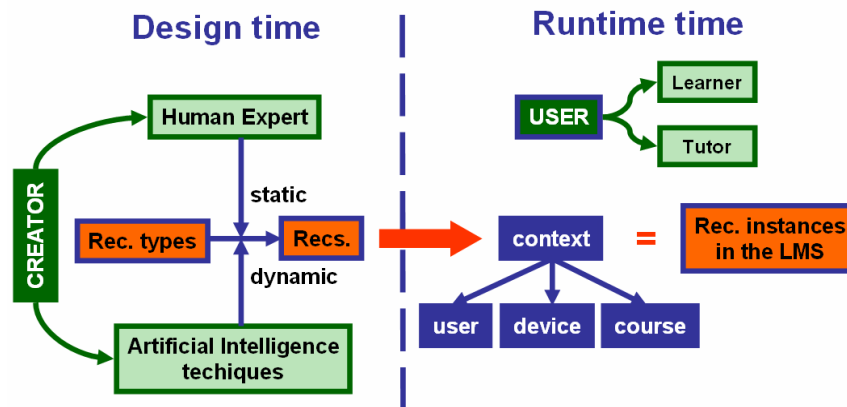 Design time
Runtime time
Human Expert
CREATOR
static
Rec. types
Recs.
dynamic
Artificial Intelligence
techiques
Learner
USER
Tutor
context
=
Rec. instances
in the LMS
user
device
course